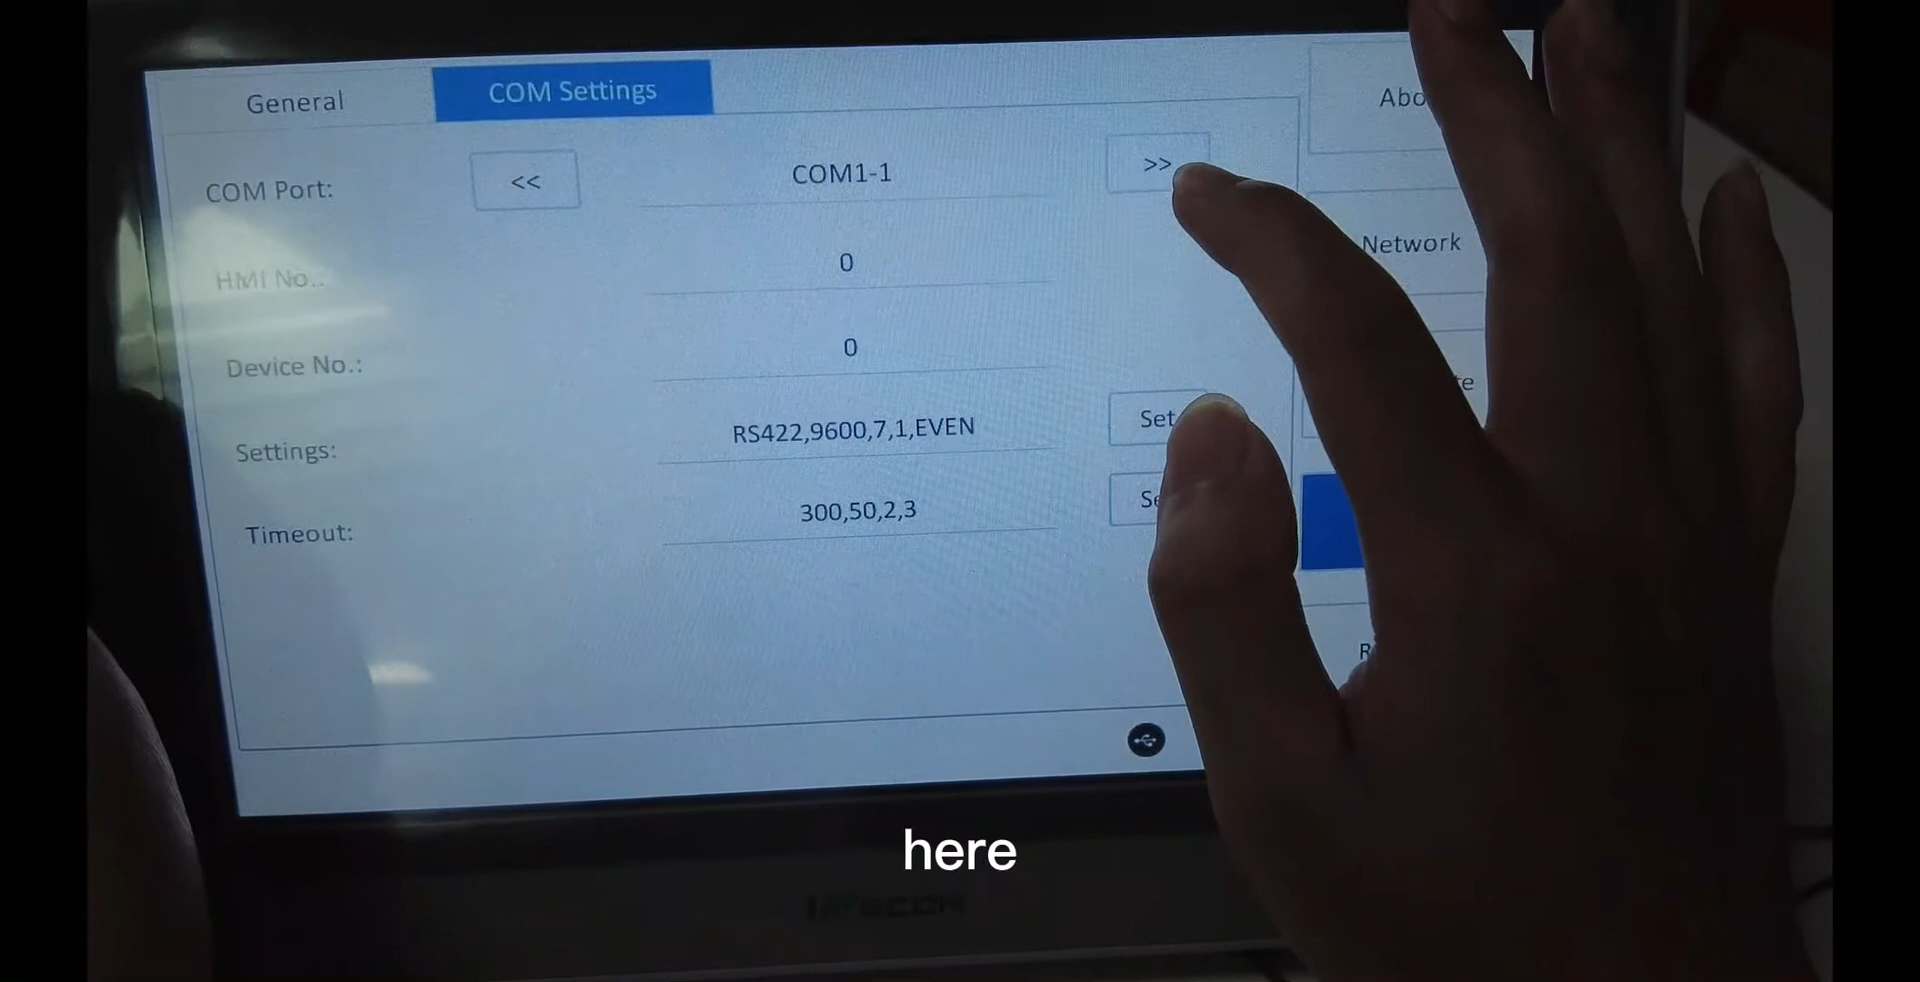 General
COM Settings
COM Port:
<<
COM1-1
>>
HMI No.:
0
Device No.:
0
Settings:
RS422,9600,7,1,EVEN
Set
Timeout:
300,50,2,3
Network
here